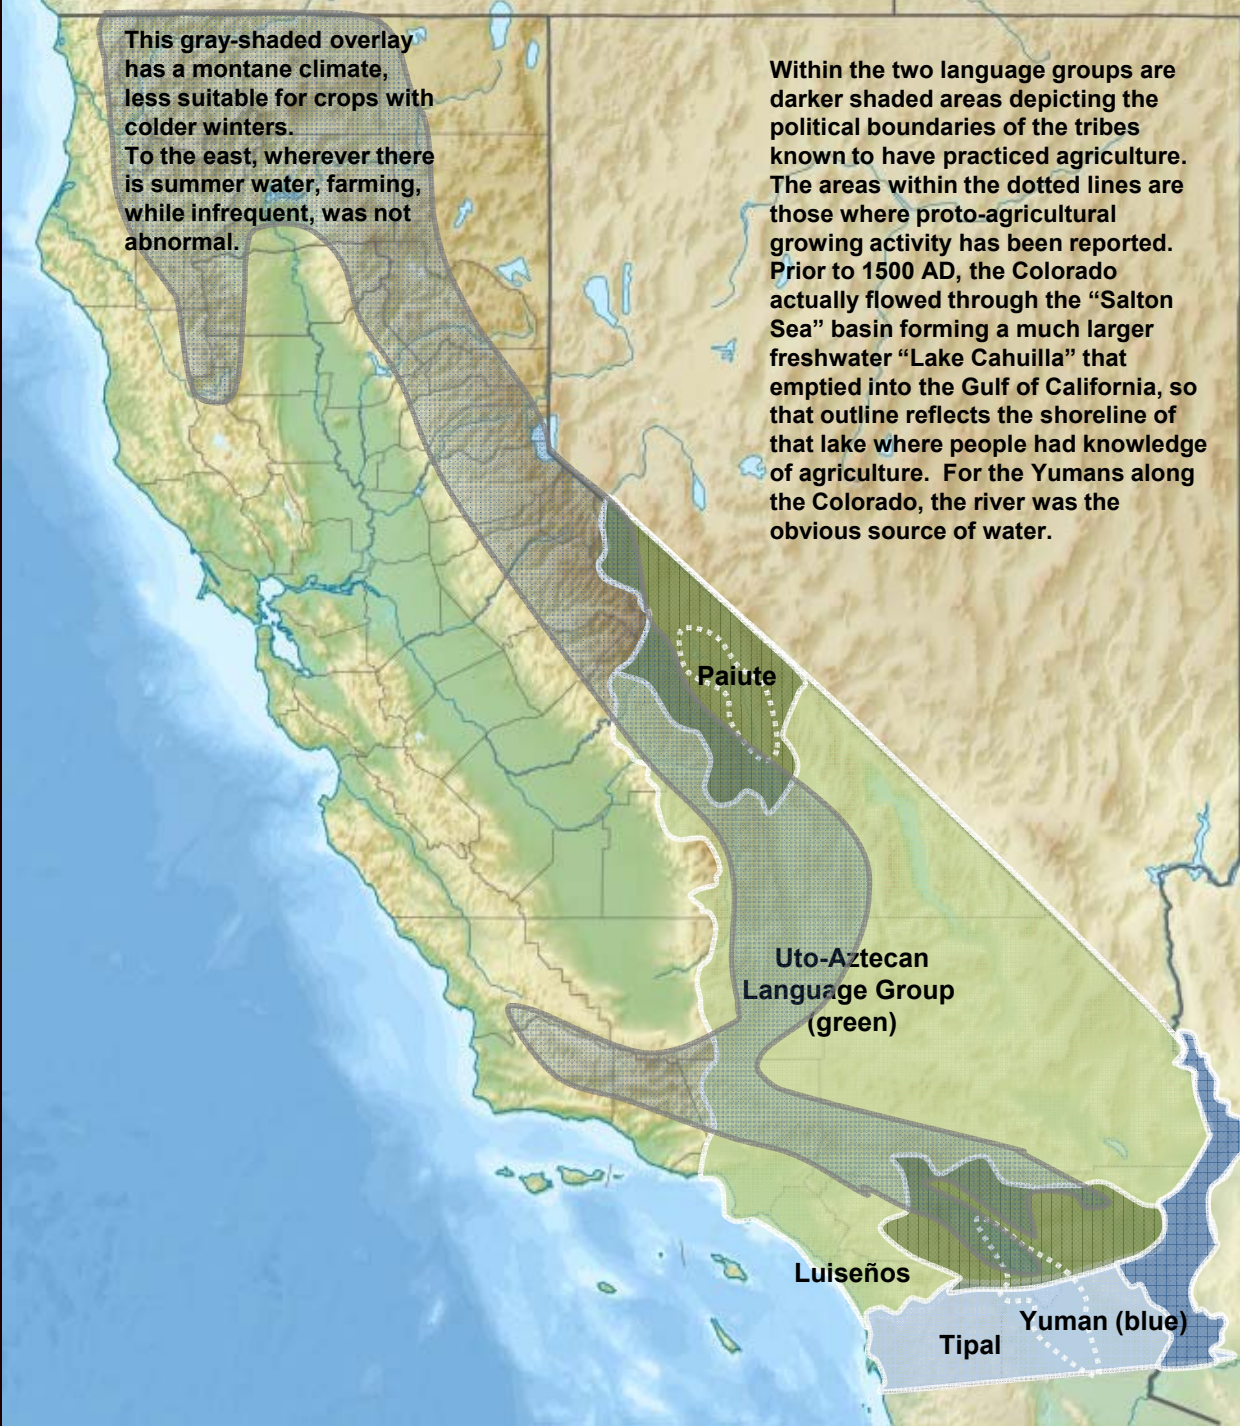 This gray-shaded overlay
has a montane climate,
less suitable for crops with
colder winters.
To the east, wherever there
is summer water, farming,
while infrequent, was not
abnormal.
Within the two language groups are
darker shaded areas depicting the
political boundaries of the tribes
known to have practiced agriculture.
The areas within the dotted lines are
those where proto-agricultural
growing activity has been reported.
Prior to 1500 AD, the Colorado
actually flowed through the “Salton
Sea” basin forming a much larger
freshwater “Lake Cahuilla” that
emptied into the Gulf of California, so
that outline reflects the shoreline of
that lake where people had knowledge
of agriculture.  For the Yumans along
the Colorado, the river was the
obvious source of water.
Paiute
Uto-Aztecan
Language Group
(green)
Luiseños
Yuman (blue)
Tipal